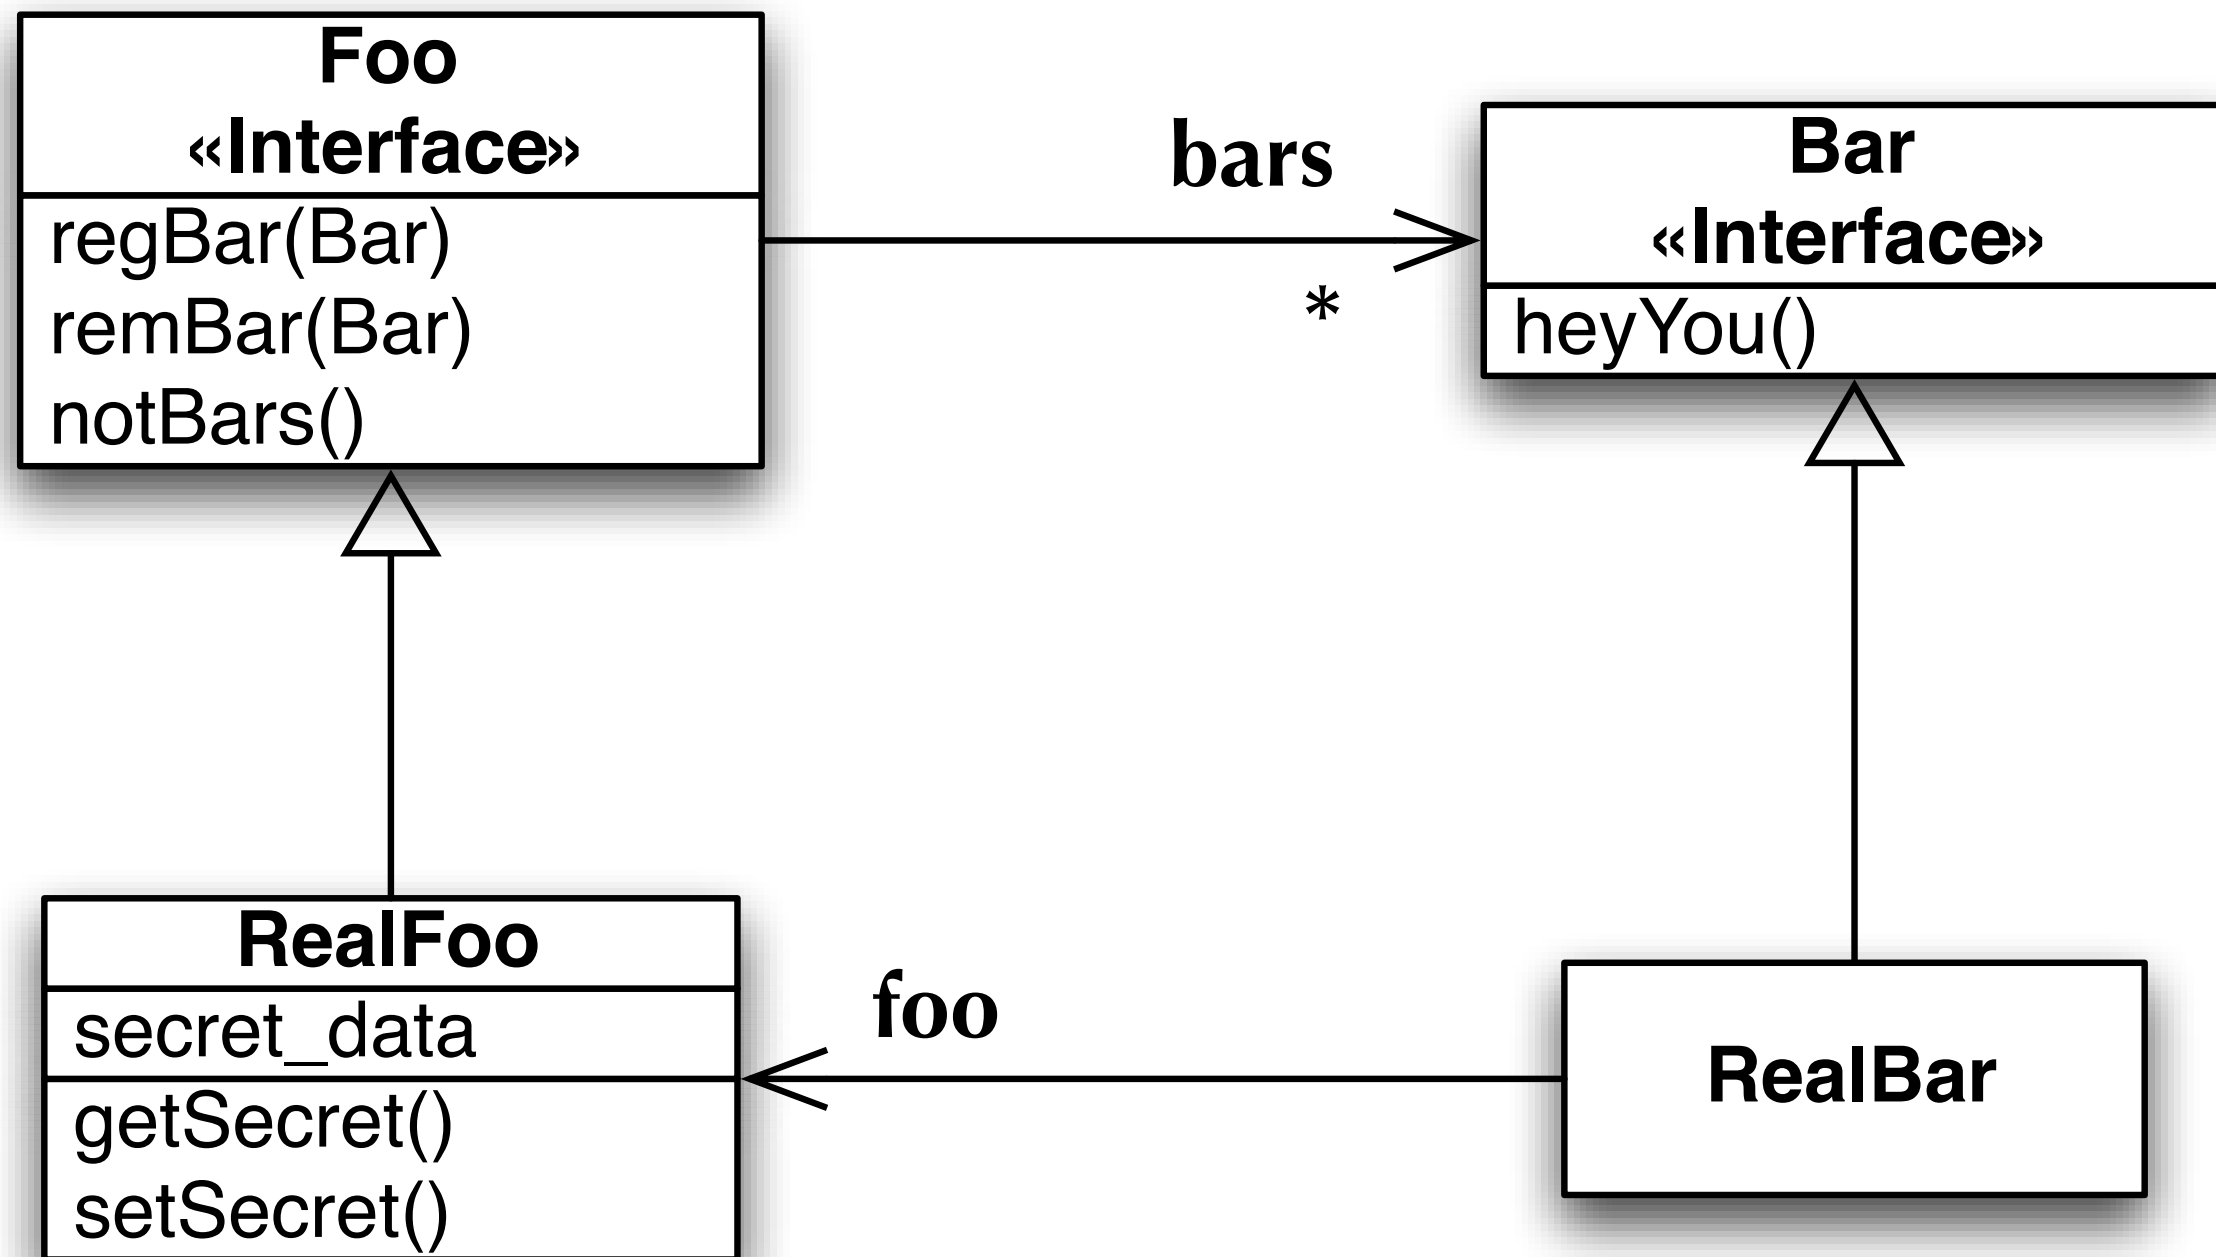 Foo
«Interface»
regBar(Bar)
remBar(Bar)
notBars()
bars
*
Bar
«Interface»
heyYou()
RealFoo
secret_data
getSecret()
setSecret()
foo
RealBar